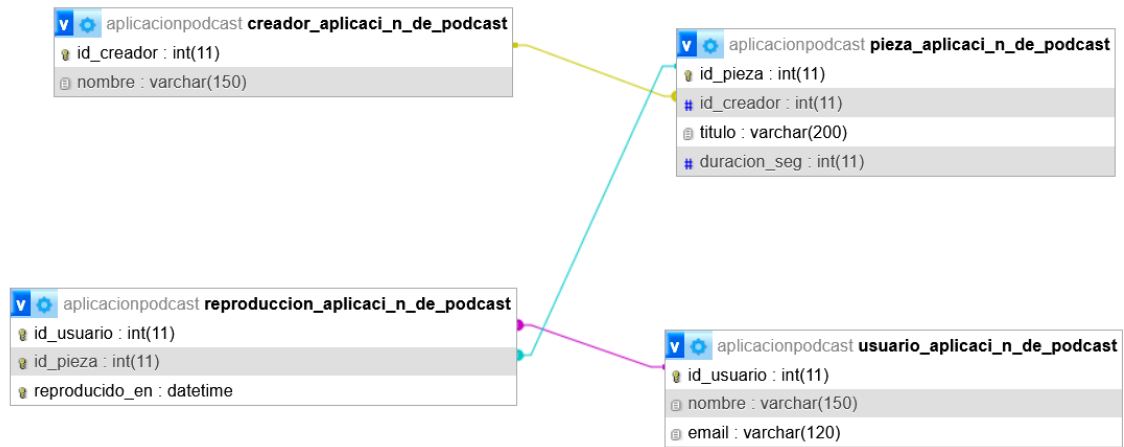 v aplicacionpodcast creador_aplicaci_n_de_podcast
id_creador : int(11)
nombre : varchar(150)
v aplicacionpodcast pieza_aplicaci_n_de_podcast
id_pieza : int(11)
# id_creador : int(11)
titulo : varchar(200)
# duracion_seg : int(11)
v aplicacionpodcast reproduccion_aplicaci_n_de_podcast
id_usuario : int(11)
id_pieza : int(11)
reproducido_en : datetime
v aplicacionpodcast usuario_aplicaci_n_de_podcast
id_usuario : int(11)
nombre : varchar(150)
email : varchar(120)